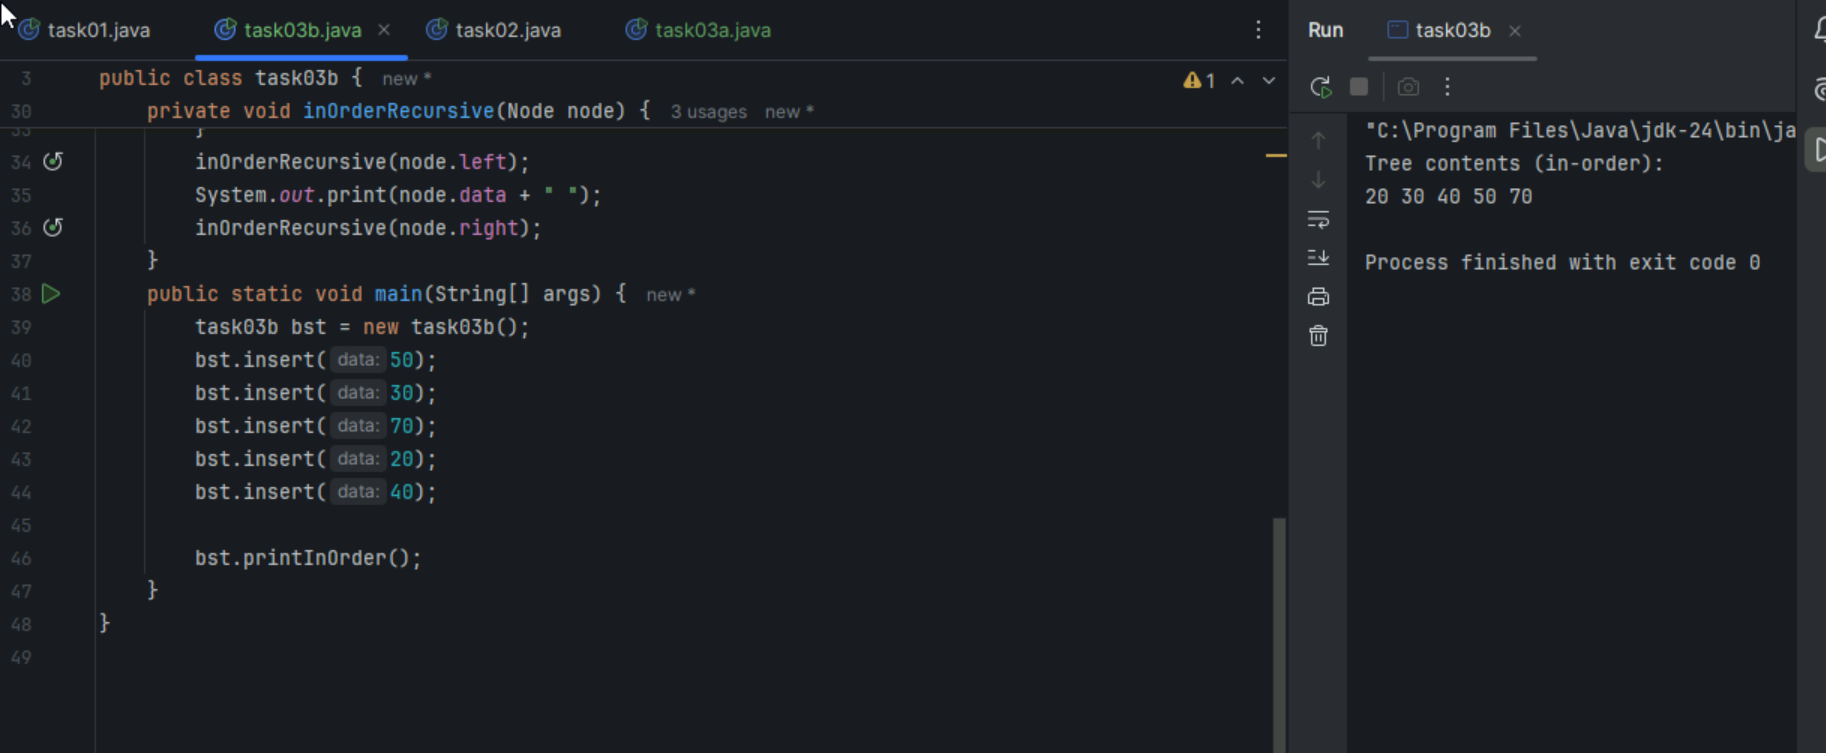 task01.java task03b.java task02.java task03a.java
3 public class task03b { new *
1
30 private void inOrderRecursive(Node node) { 3 usages new *
33 }
34 inOrderRecursive(node.left);
35 System.out.print(node.data + " ");
36 inOrderRecursive(node.right);
37 }
38 public static void main(String[] args) { new *
39 task03b bst = new task03b();
40 bst.insert( data: 50);
41 bst.insert( data: 30);
42 bst.insert( data: 70);
43 bst.insert( data: 20);
44 bst.insert( data: 40);
45
46 bst.printInOrder();
47 }
48 }
49
Run task03b
"C:\Program Files\Java\jdk-24\bin\ja
Tree contents (in-order):
20 30 40 50 70
Process finished with exit code 0